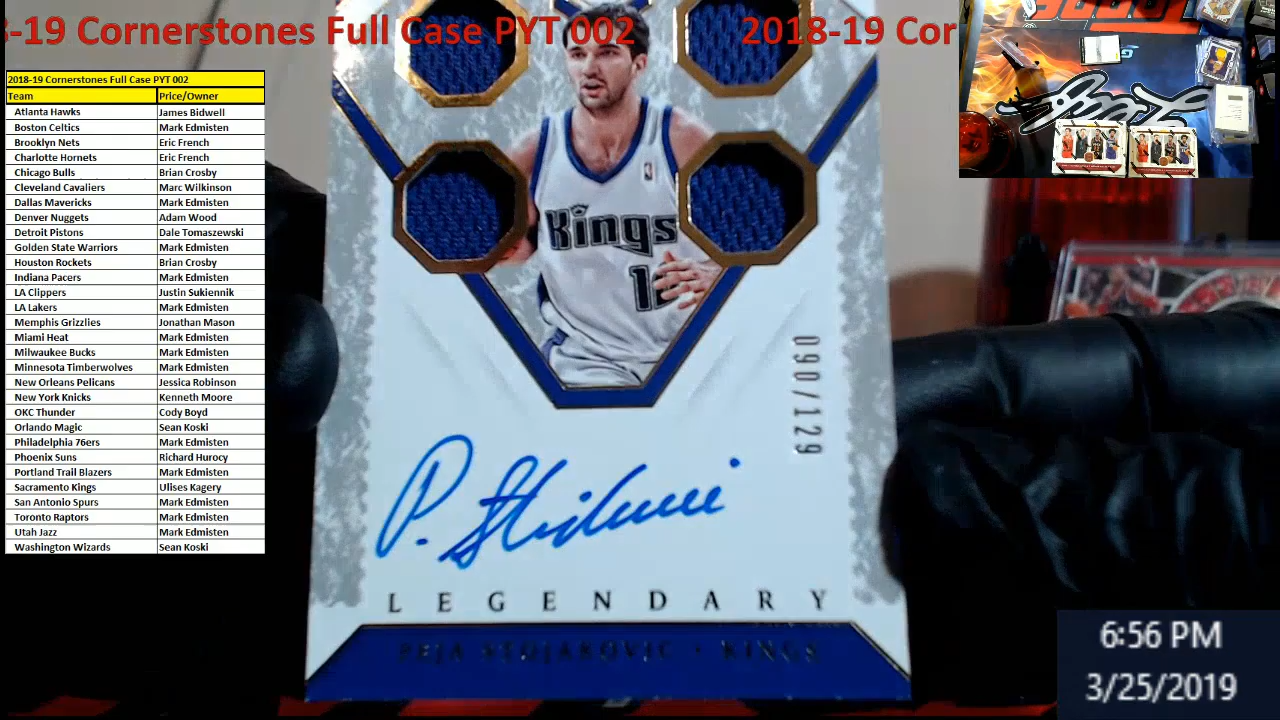 3-19 Cornerstones Full Case PYT 002 2018-19 Cor
2018-19 Cornerstones Full Case PYT 002
Team Price/Owner
Atlanta Hawks James Bidwell
Boston Celtics Mark Edmisten
Brooklyn Nets Eric French
Charlotte Hornets Eric French
Chicago Bulls Brian Crosby
Cleveland Cavaliers Marc Wilkinson
Dallas Mavericks Mark Edmisten
Denver Nuggets Adam Wood
Detroit Pistons Dale Tomaszewski
Golden State Warriors Mark Edmisten
Houston Rockets Brian Crosby
Indiana Pacers Mark Edmisten
LA Clippers Justin Sukiennik
LA Lakers Mark Edmisten
Memphis Grizzlies Jonathan Mason
Miami Heat Mark Edmisten
Milwaukee Bucks Mark Edmisten
Minnesota Timberwolves Mark Edmisten
New Orleans Pelicans Jessica Robinson
New York Knicks Kenneth Moore
OKC Thunder Cody Boyd
Orlando Magic Sean Koski
Philadelphia 76ers Mark Edmisten
Phoenix Suns Richard Hurocy
Portland Trail Blazers Mark Edmisten
Sacramento Kings Ulises Kagery
San Antonio Spurs Mark Edmisten
Toronto Raptors Mark Edmisten
Utah Jazz Mark Edmisten
Washington Wizards Sean Koski
Kings
1
090/129
LEGENDARY
PEJA STOJAKOVIC • KINGS
6:56 PM
3/25/2019